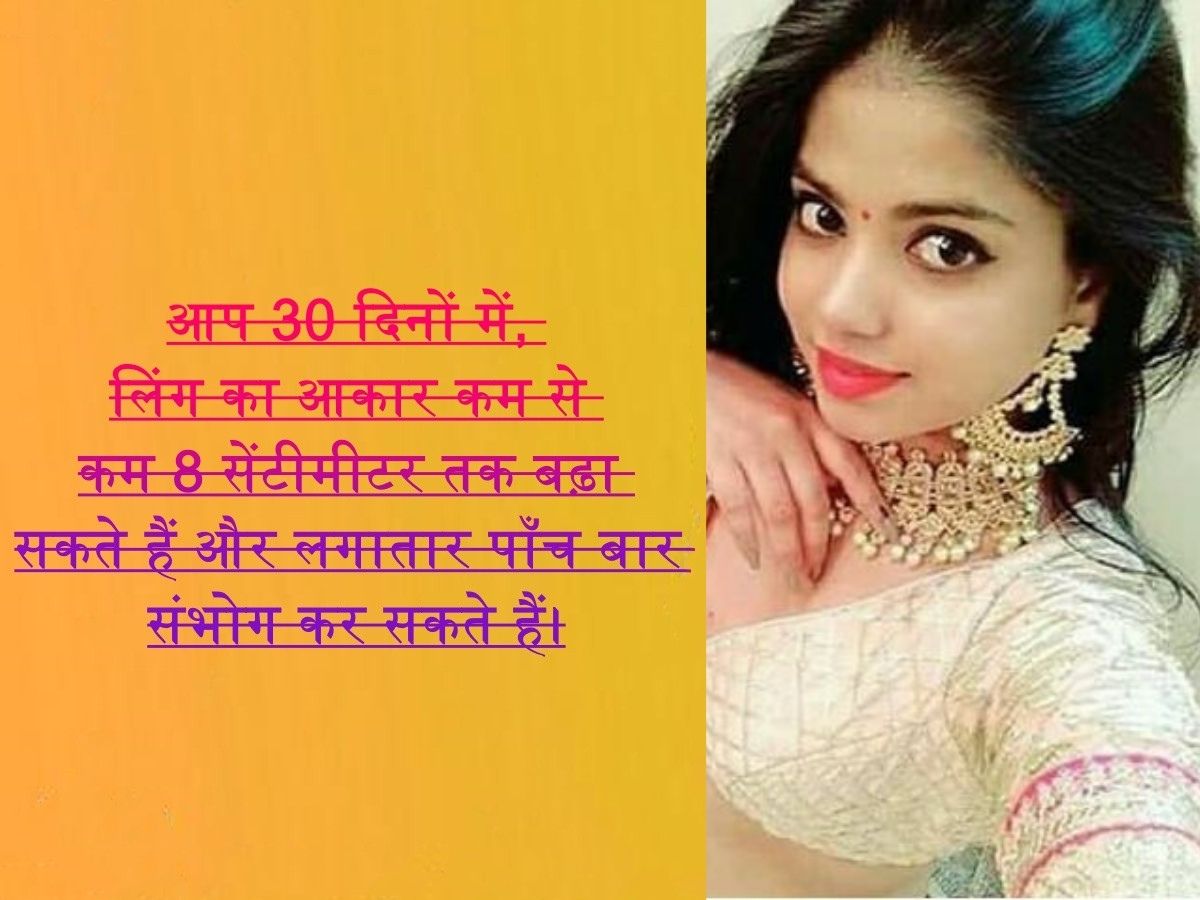 आप 30 दिनों में,
लिंग का आकार कम से
कम 8 सेंटीमीटर तक बढ़ा
सकते हैं और लगातार पाँच बार
संभोग कर सकते हैं।